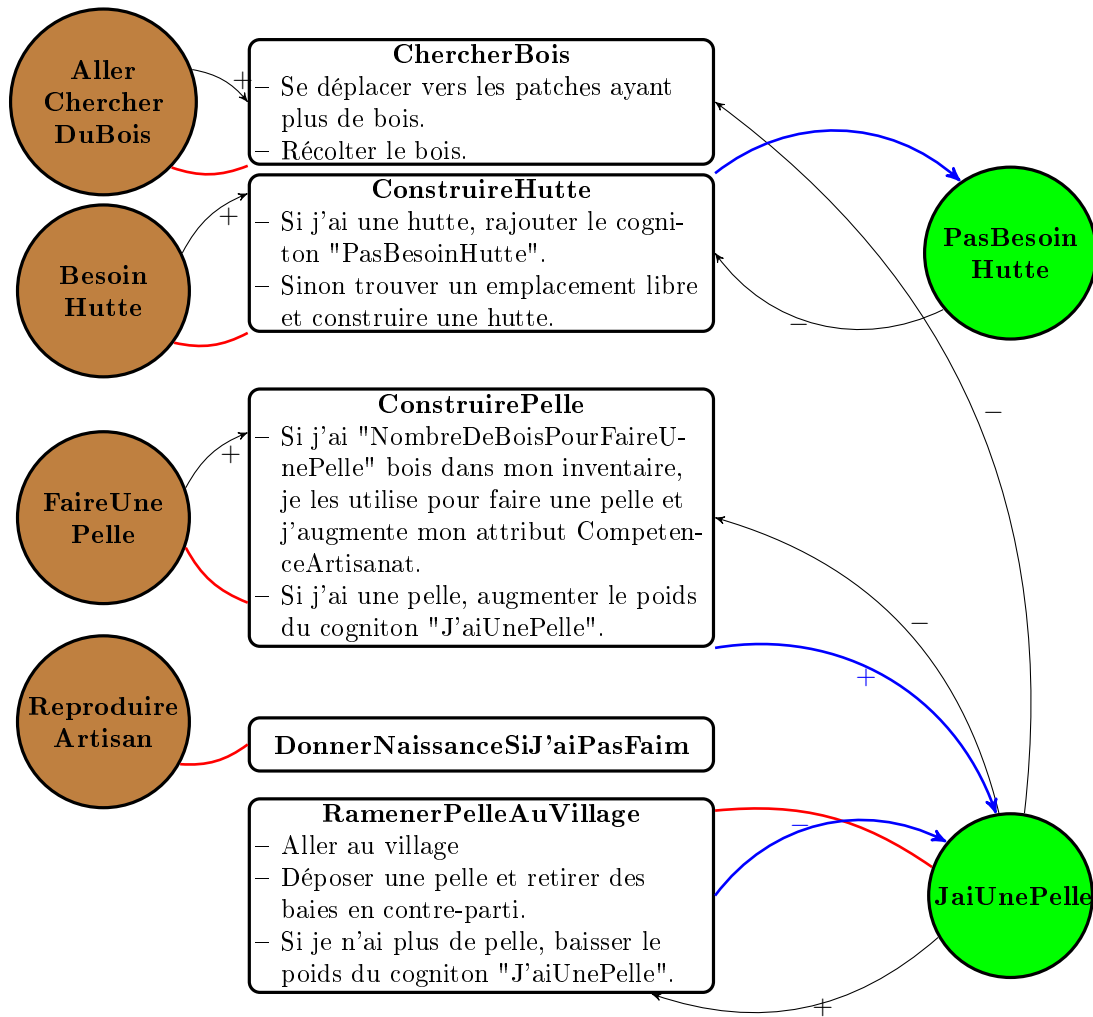 Aller
Chercher
DuBois
+
ChercherBois
– Se déplacer vers les patches ayant
plus de bois.
– Récolter le bois.
Besoin
Hutte
+
ConstruireHutte
– Si j'ai une hutte, rajouter le cogni-
ton "PasBesoinHutte".
– Sinon trouver un emplacement libre
et construire une hutte.
PasBesoin
Hutte
–
–
FaireUne
Pelle
+
ConstruirePelle
– Si j'ai "NombreDeBoisPourFaireU-
nePelle" bois dans mon inventaire,
je les utilise pour faire une pelle et
j'augmente mon attribut Competen-
ceArtisanat.
– Si j'ai une pelle, augmenter le poids
du cogniton "J'aiUnePelle".
–
+
Reproduire
Artisan
DonnerNaissanceSiJ'aiPasFaim
RamenerPelleAuVillage
– Aller au village
– Déposer une pelle et retirer des
baies en contre-parti.
– Si je n'ai plus de pelle, baisser le
poids du cogniton "J'aiUnePelle".
–
JaiUnePelle
+